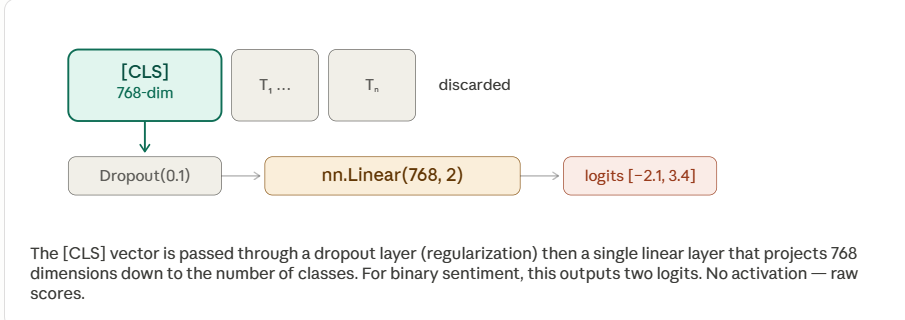 [CLS]
768-dim
T₁ ...
Tₙ
discarded
Dropout(0.1)
nn.Linear(768, 2)
logits [−2.1, 3.4]
The [CLS] vector is passed through a dropout layer (regularization) then a single linear layer that projects 768
dimensions down to the number of classes. For binary sentiment, this outputs two logits. No activation — raw
scores.